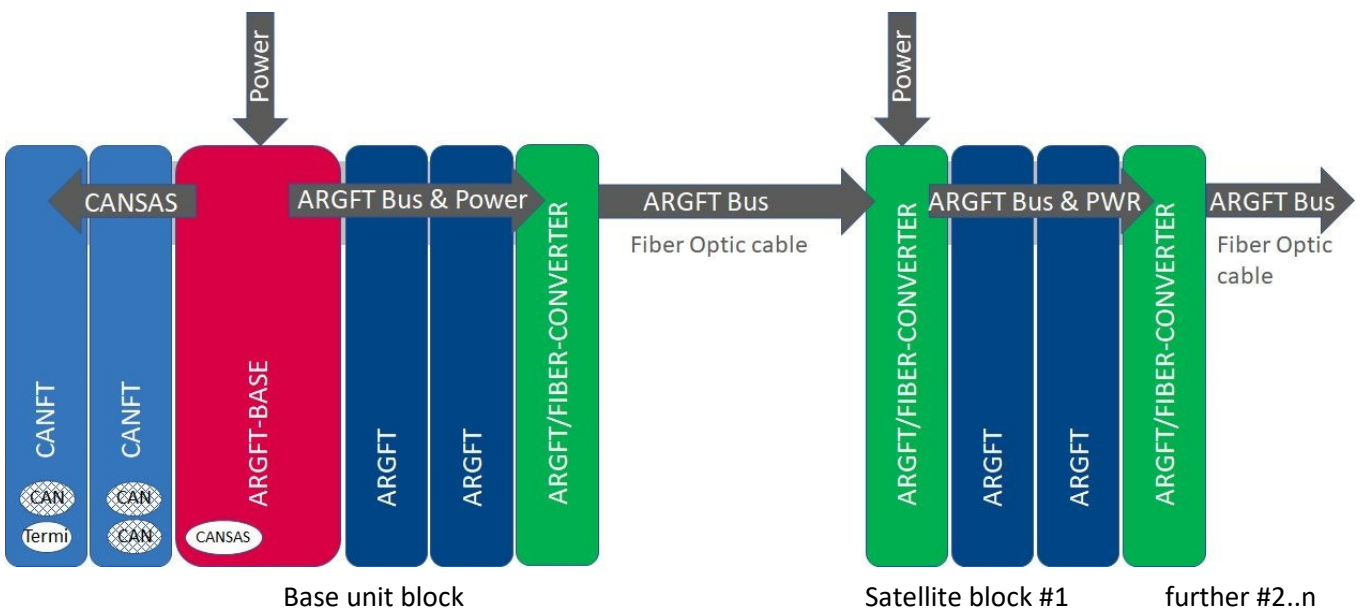 Power
Power
CANSAS
ARGFT Bus & Power
ARGFT Bus
ARGFT Bus & PWR
ARGFT Bus
Fiber Optic cable
Fiber Optic
cable
CANFT
CANFT
ARGFT-BASE
ARGFT
ARGFT
ARGFT/FIBER-CONVERTER
ARGFT/FIBER-CONVERTER
ARGFT
ARGFT
ARGFT/FIBER-CONVERTER
CAN
CAN
Termi
CAN
CANSAS
Base unit block
Satellite block #1
further #2..n